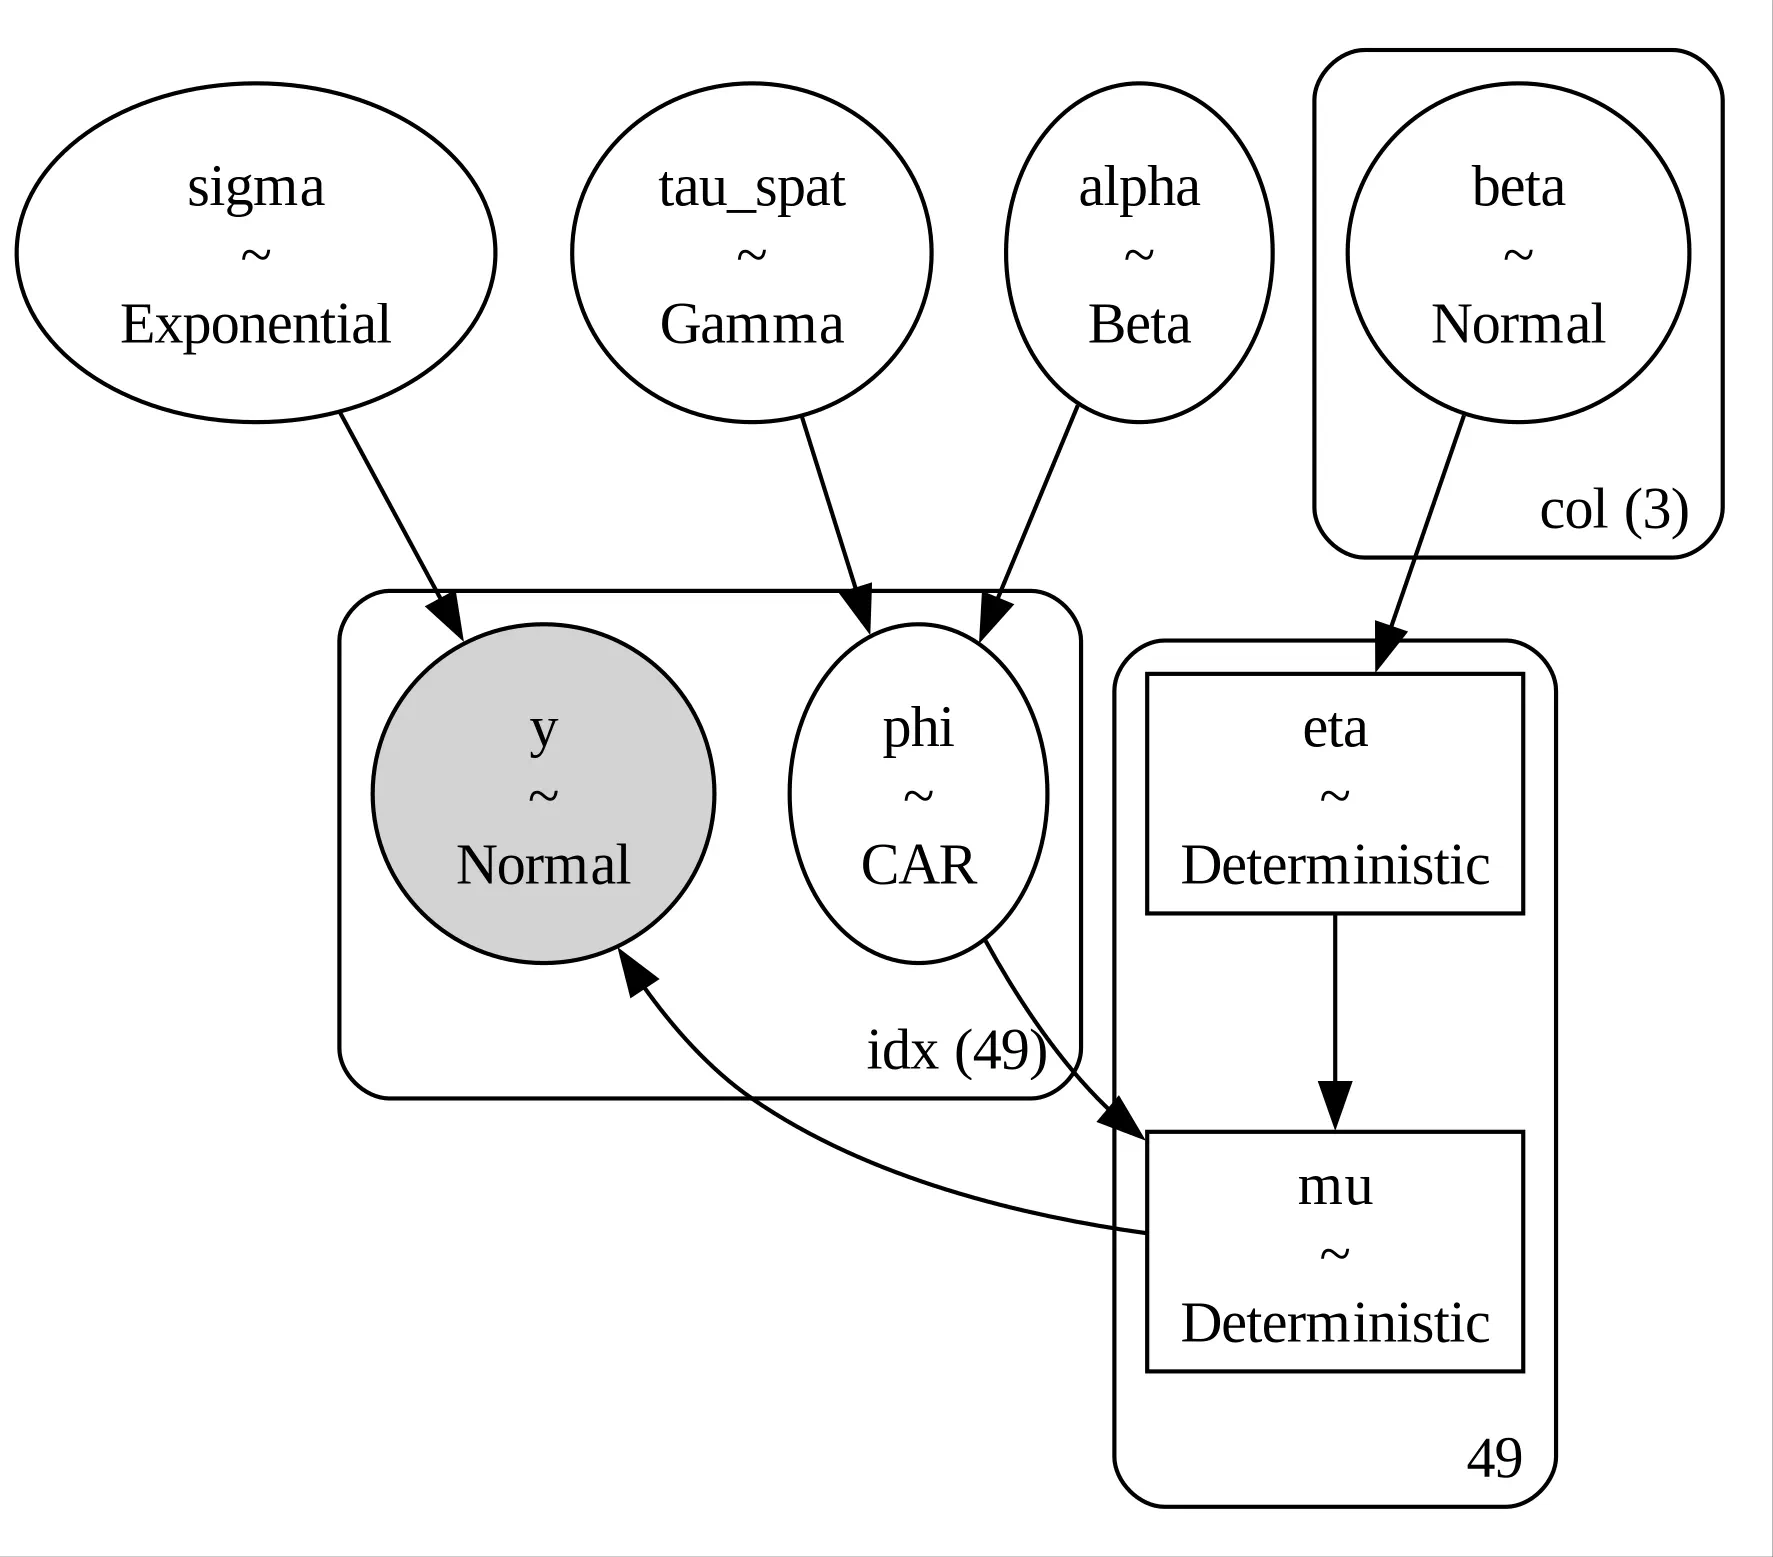 sigma
~
Exponential
tau_spat
~
Gamma
alpha
~
Beta
beta
~
Normal
col (3)
y
~
Normal
phi
~
CAR
idx (49)
eta
~
Deterministic
mu
~
Deterministic
49